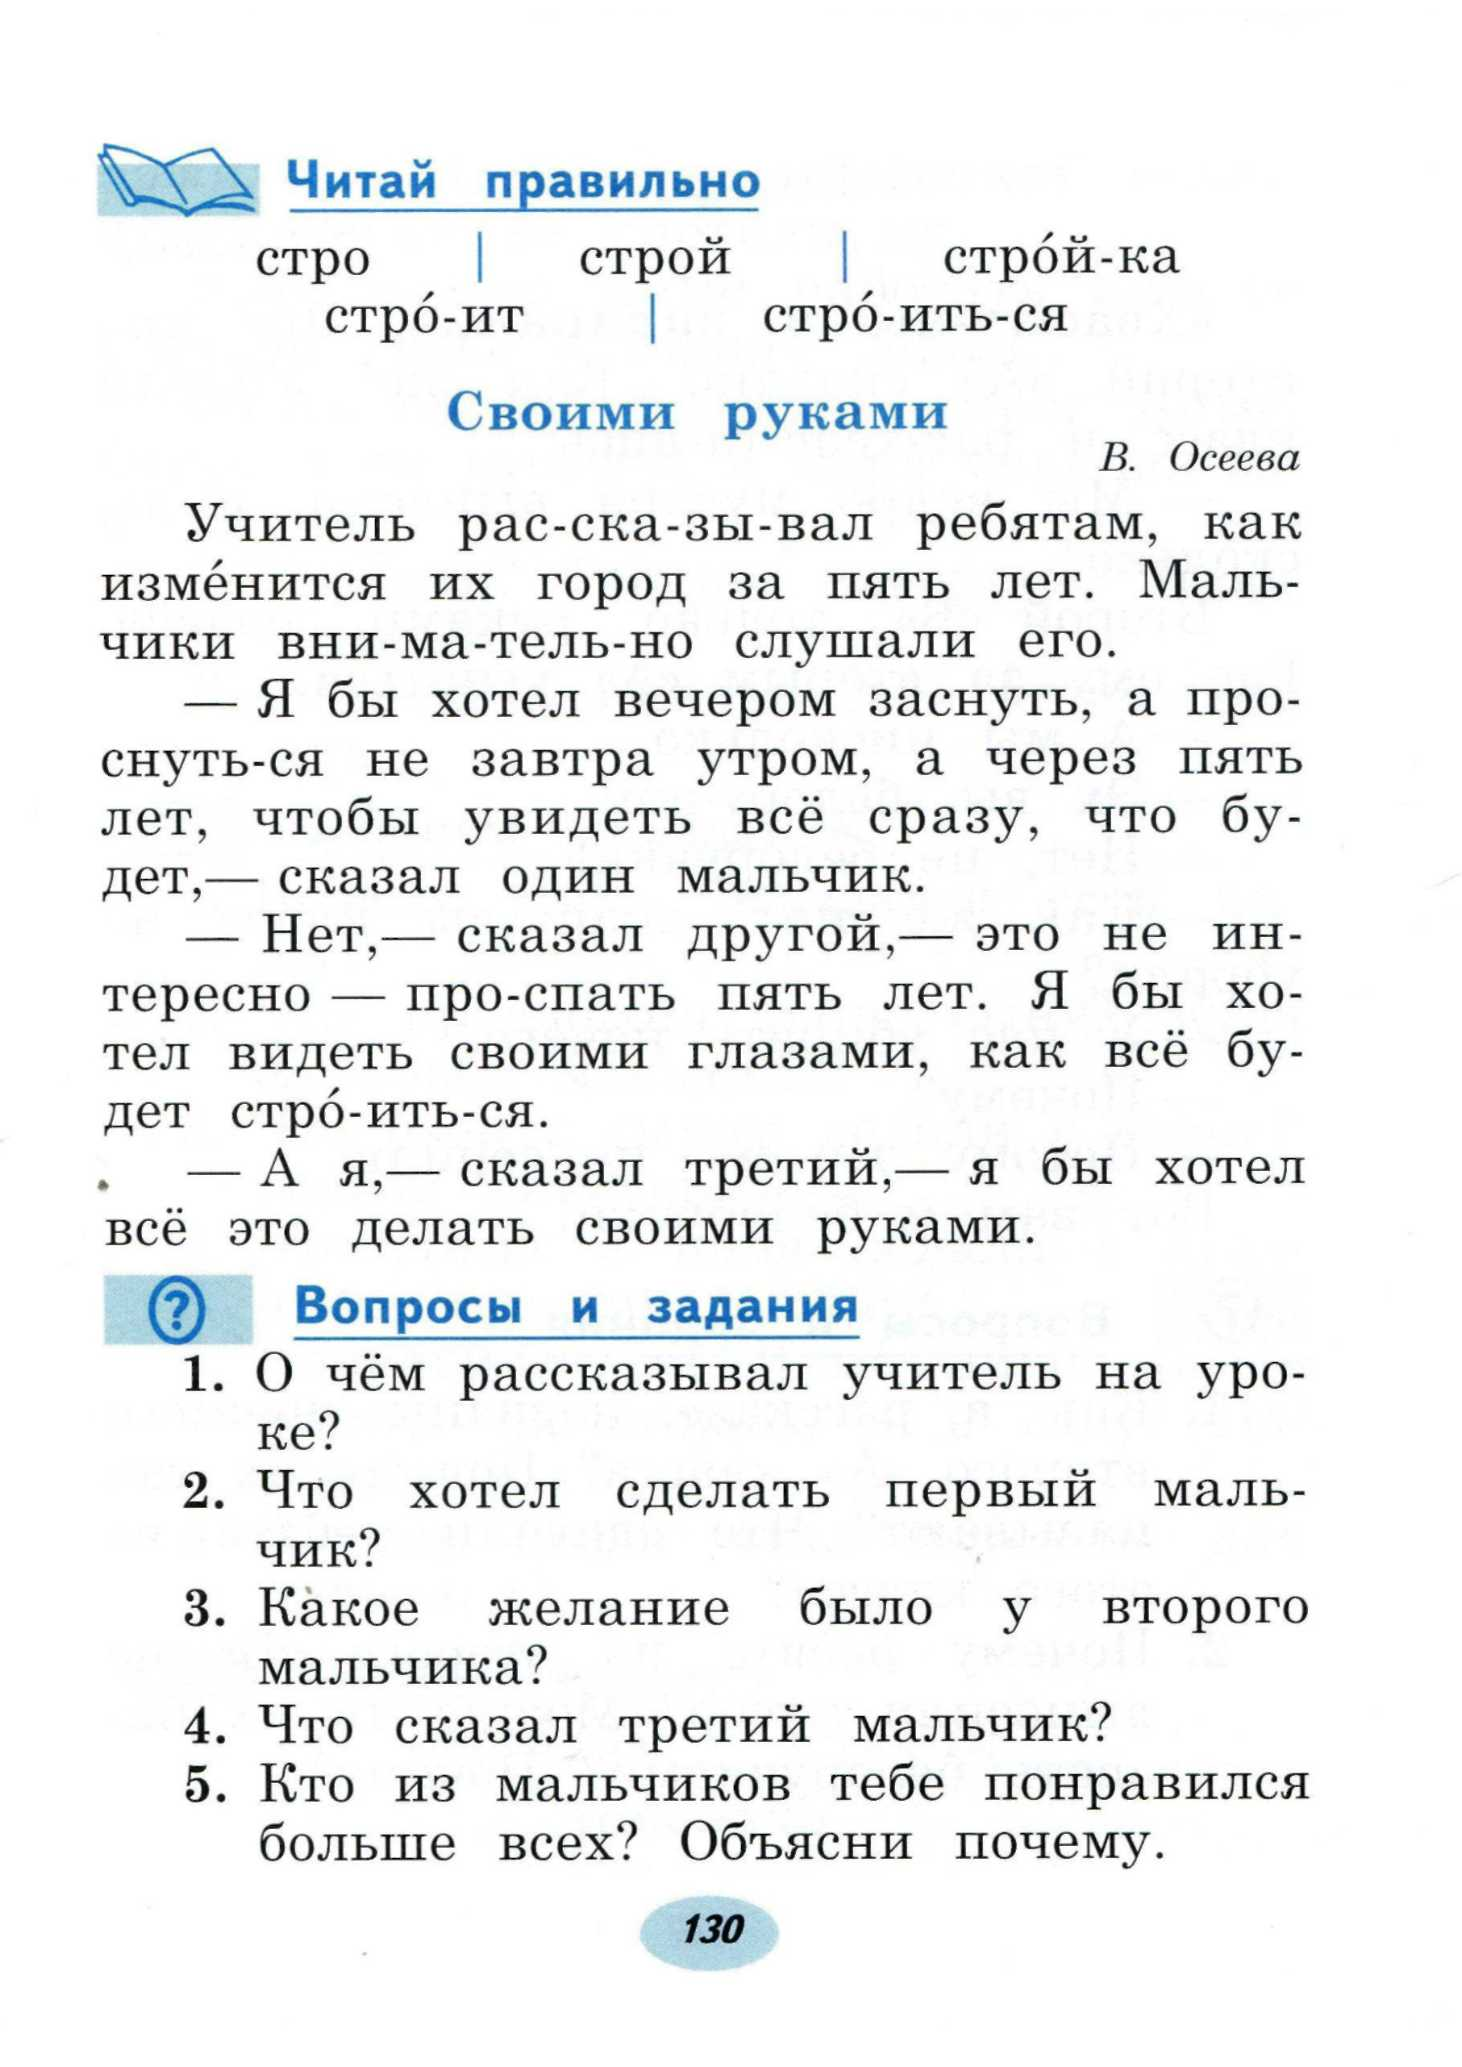 Читай правильно
стро | строй | стро́й-ка
стро́-ит | стро́-ить-ся
Своими руками
В. Осеева
Учитель рас-ска-зы-вал ребятам, как
изме́нится их город за пять лет. Маль-
чики вни-ма-тель-но слушали его.
— Я бы хотел вечером заснуть, а про-
снуть-ся не завтра утром, а через пять
лет, чтобы увидеть всё сразу, что бу-
дет,— сказал один мальчик.
— Нет,— сказал другой,— это не ин-
тересно — про-спать пять лет. Я бы хо-
тел видеть своими глазами, как всё бу-
дет стро́-ить-ся.
— А я,— сказал третий,— я бы хотел
всё это делать своими руками.
? Вопросы и задания
1. О чём рассказывал учитель на уро-
ке?
2. Что хотел сделать первый маль-
чик?
3. Какое желание было у второго
мальчика?
4. Что сказал третий мальчик?
5. Кто из мальчиков тебе понравился
больше всех? Объясни почему.
130